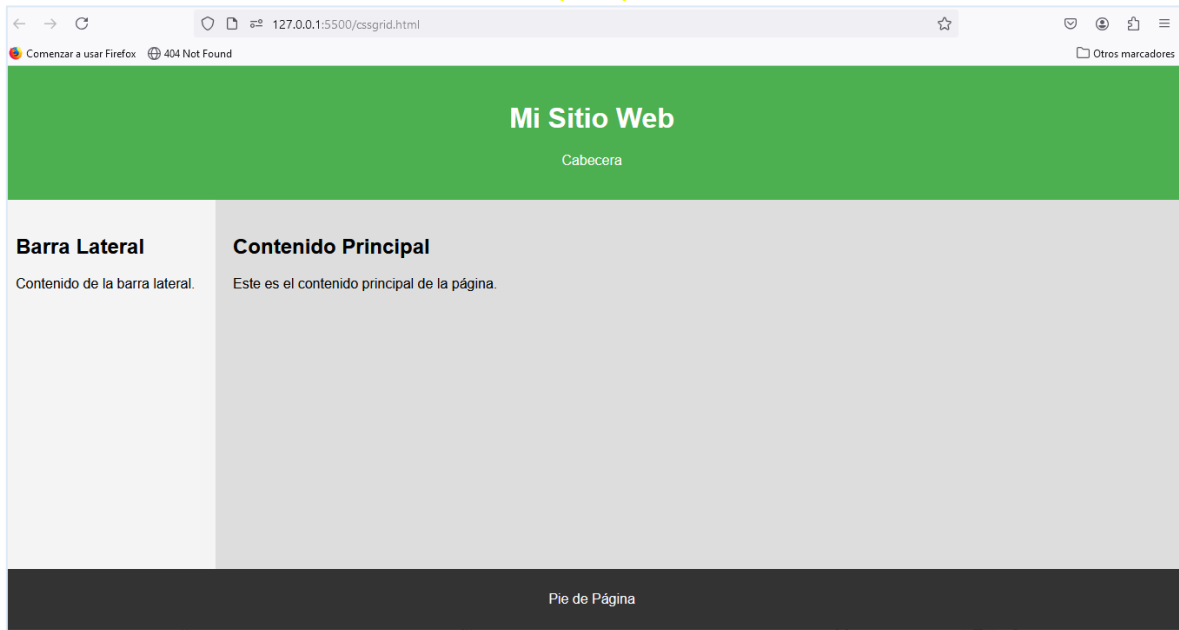 127.0.0.1:5500/cssgrid.html
Comenzar a usar Firefox 404 Not Found Otros marcadores
Mi Sitio Web
Cabecera
Barra Lateral
Contenido de la barra lateral.
Contenido Principal
Este es el contenido principal de la página.
Pie de Página